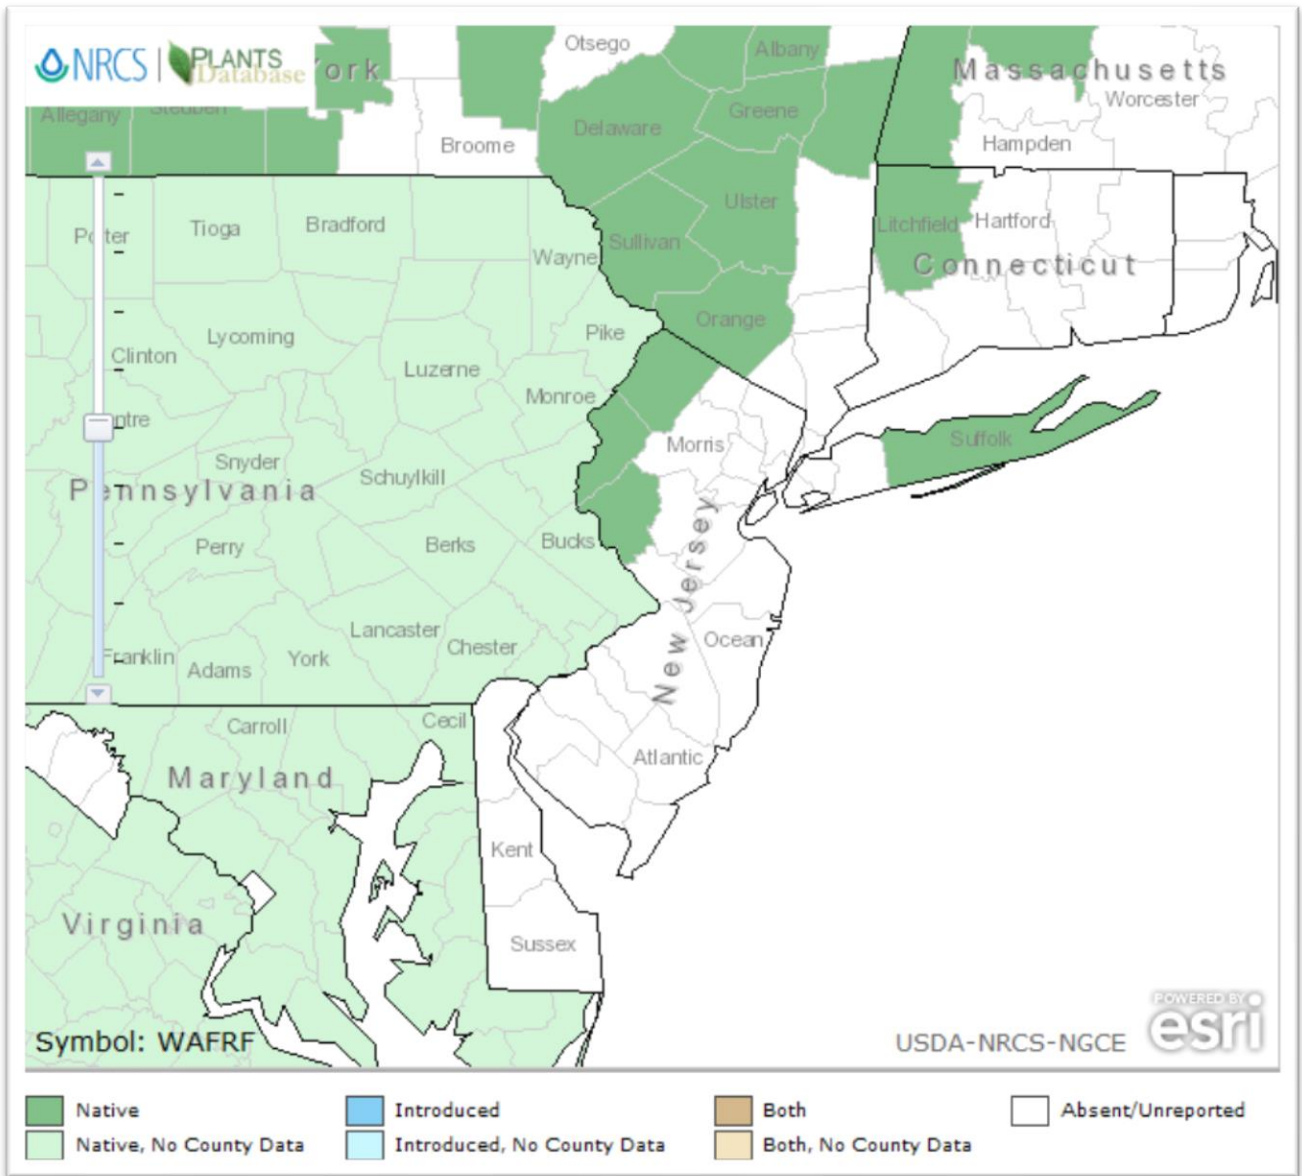 NRCS | PLANTS
Database
York
Otsego
Albany
Massachusetts
Worcester
Allegany
Steuben
Delaware
Greene
Broome
Hampden
Ulster
Potter
Tioga
Bradford
Litchfield
Hartford
Sullivan
Wayne
Connecticut
Orange
Pike
Lycoming
Clinton
Luzerne
Monroe
ntre
Suffolk
Morris
Snyder
Schuylkill
Pennsylvania
Perry
Berks
Bucks
New Jersey
Lancaster
Ocean
Chester
Franklin
Adams
York
Carroll
Cecil
Atlantic
Maryland
Kent
Virginia
Sussex
POWERED BY
esri
Symbol: WAFRF
USDA-NRCS-NGCE
Native
Introduced
Both
Absent/Unreported
Native, No County Data
Introduced, No County Data
Both, No County Data